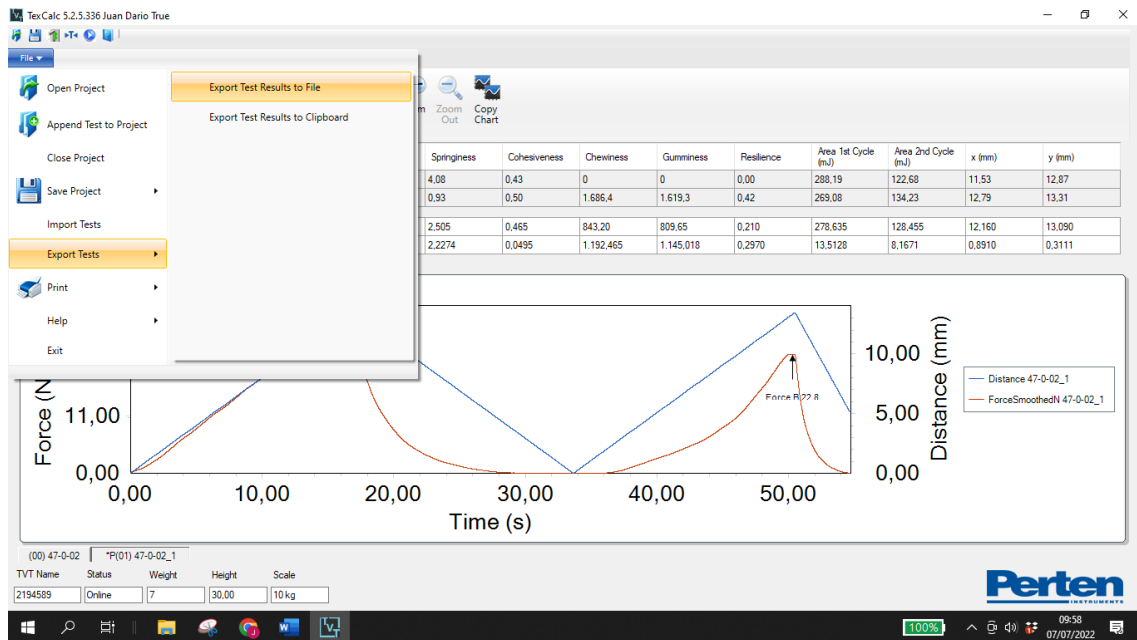 TexCalc 5.2.5.336 Juan Dario True
File
Open Project
Append Test to Project
Close Project
Save Project
Import Tests
Export Tests
Print
Help
Exit
Export Test Results to File
Export Test Results to Clipboard
Zoom Out
Copy Chart
Springiness Cohesiveness Chewiness Gumminess Resilience Area 1st Cycle (mJ) Area 2nd Cycle (mJ) x (mm) y (mm)
4,08 0,43 0 0 0,00 288,19 122,68 11,53 12,87
0,93 0,50 1.686,4 1.619,3 0,42 269,08 134,23 12,79 13,31
2,505 0,465 843,20 809,65 0,210 278,635 128,455 12,160 13,090
2,2274 0,0495 1.192,465 1.145,018 0,2970 13,5128 8,1671 0,8910 0,3111
Force (N
11,00
0,00
0,00 10,00 20,00 30,00 40,00 50,00
Time (s)
Force B 22.8
10,00
5,00
0,00
Distance (mm)
Distance 47-0-02_1
ForceSmoothedN 47-0-02_1
(00) 47-0-02 *P(01) 47-0-02_1
TVT Name Status Weight Height Scale
2194589 Online 7 30,00 10 kg
Perten
INSTRUMENTS
100%
09:58
07/07/2022